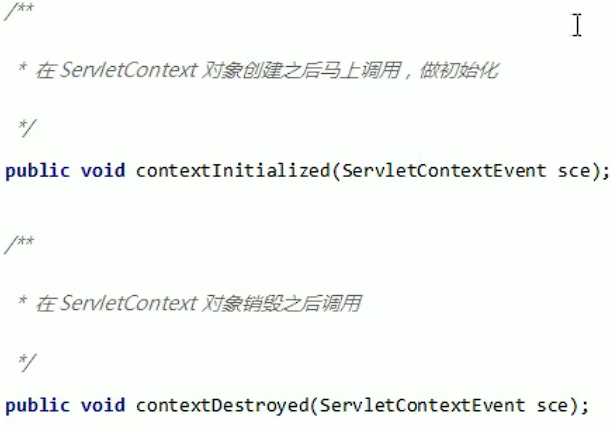 /**
* 在 ServletContext 对象创建之后马上调用，做初始化
*/
public void contextInitialized(ServletContextEvent sce);
/**
* 在 ServletContext 对象销毁之后调用
*/
public void contextDestroyed(ServletContextEvent sce);